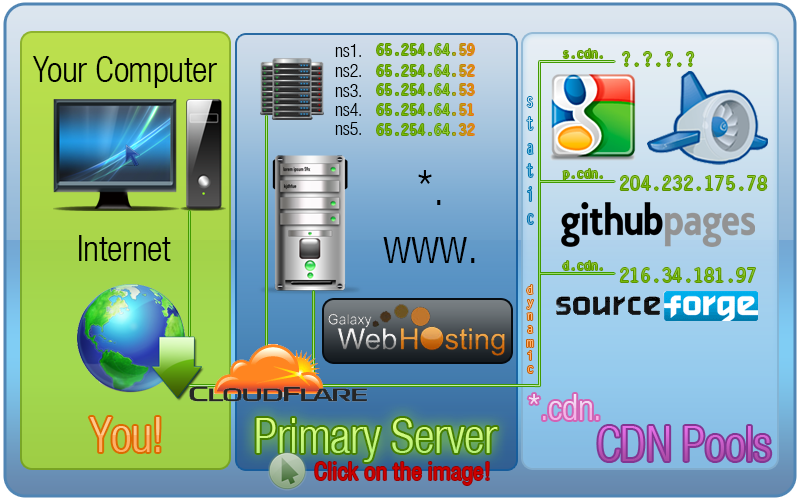 Your Computer
Internet
You!
ns1. 65.254.64.59
ns2. 65.254.64.52
ns3. 65.254.64.53
ns4. 65.254.64.51
ns5. 65.254.64.32
lorem ipsum 59z
*.
www.
Galaxy
WebHosting
CLOUDFLARE
Primary Server
Click on the image!
static
dynamic
s.cdn. ?.?.?.?
g
p.cdn. 204.232.175.78
githubpages
d.cdn. 216.34.181.97
sourceforge
*.cdn.
CDN Pools